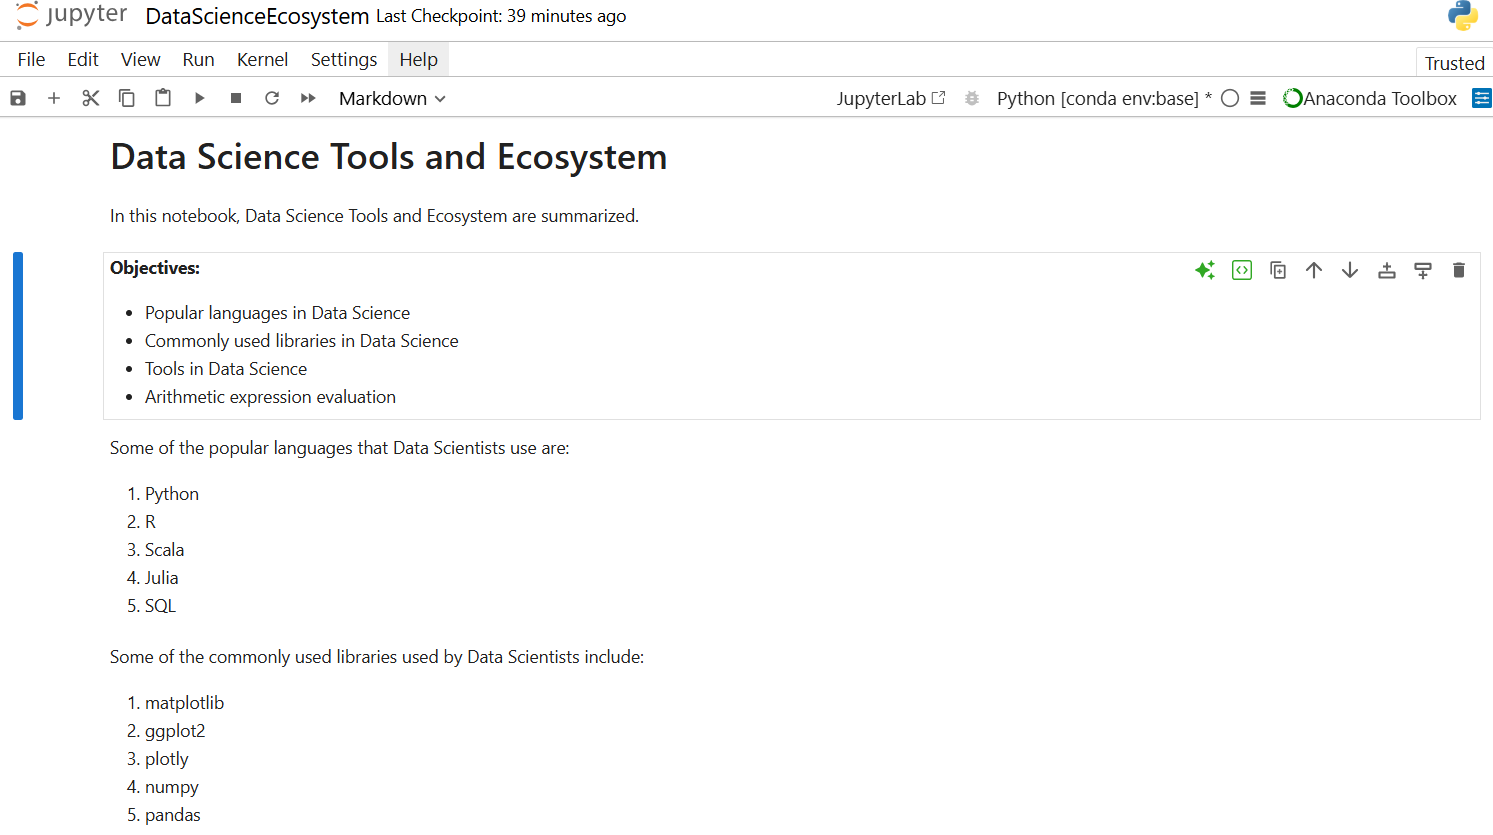 jupyter DataScienceEcosystem Last Checkpoint: 39 minutes ago
File Edit View Run Kernel Settings Help
Trusted
Markdown JupyterLab Python [conda env:base] * Anaconda Toolbox
Data Science Tools and Ecosystem
In this notebook, Data Science Tools and Ecosystem are summarized.
Objectives:
• Popular languages in Data Science
• Commonly used libraries in Data Science
• Tools in Data Science
• Arithmetic expression evaluation
Some of the popular languages that Data Scientists use are:
1. Python
2. R
3. Scala
4. Julia
5. SQL
Some of the commonly used libraries used by Data Scientists include:
1. matplotlib
2. ggplot2
3. plotly
4. numpy
5. pandas